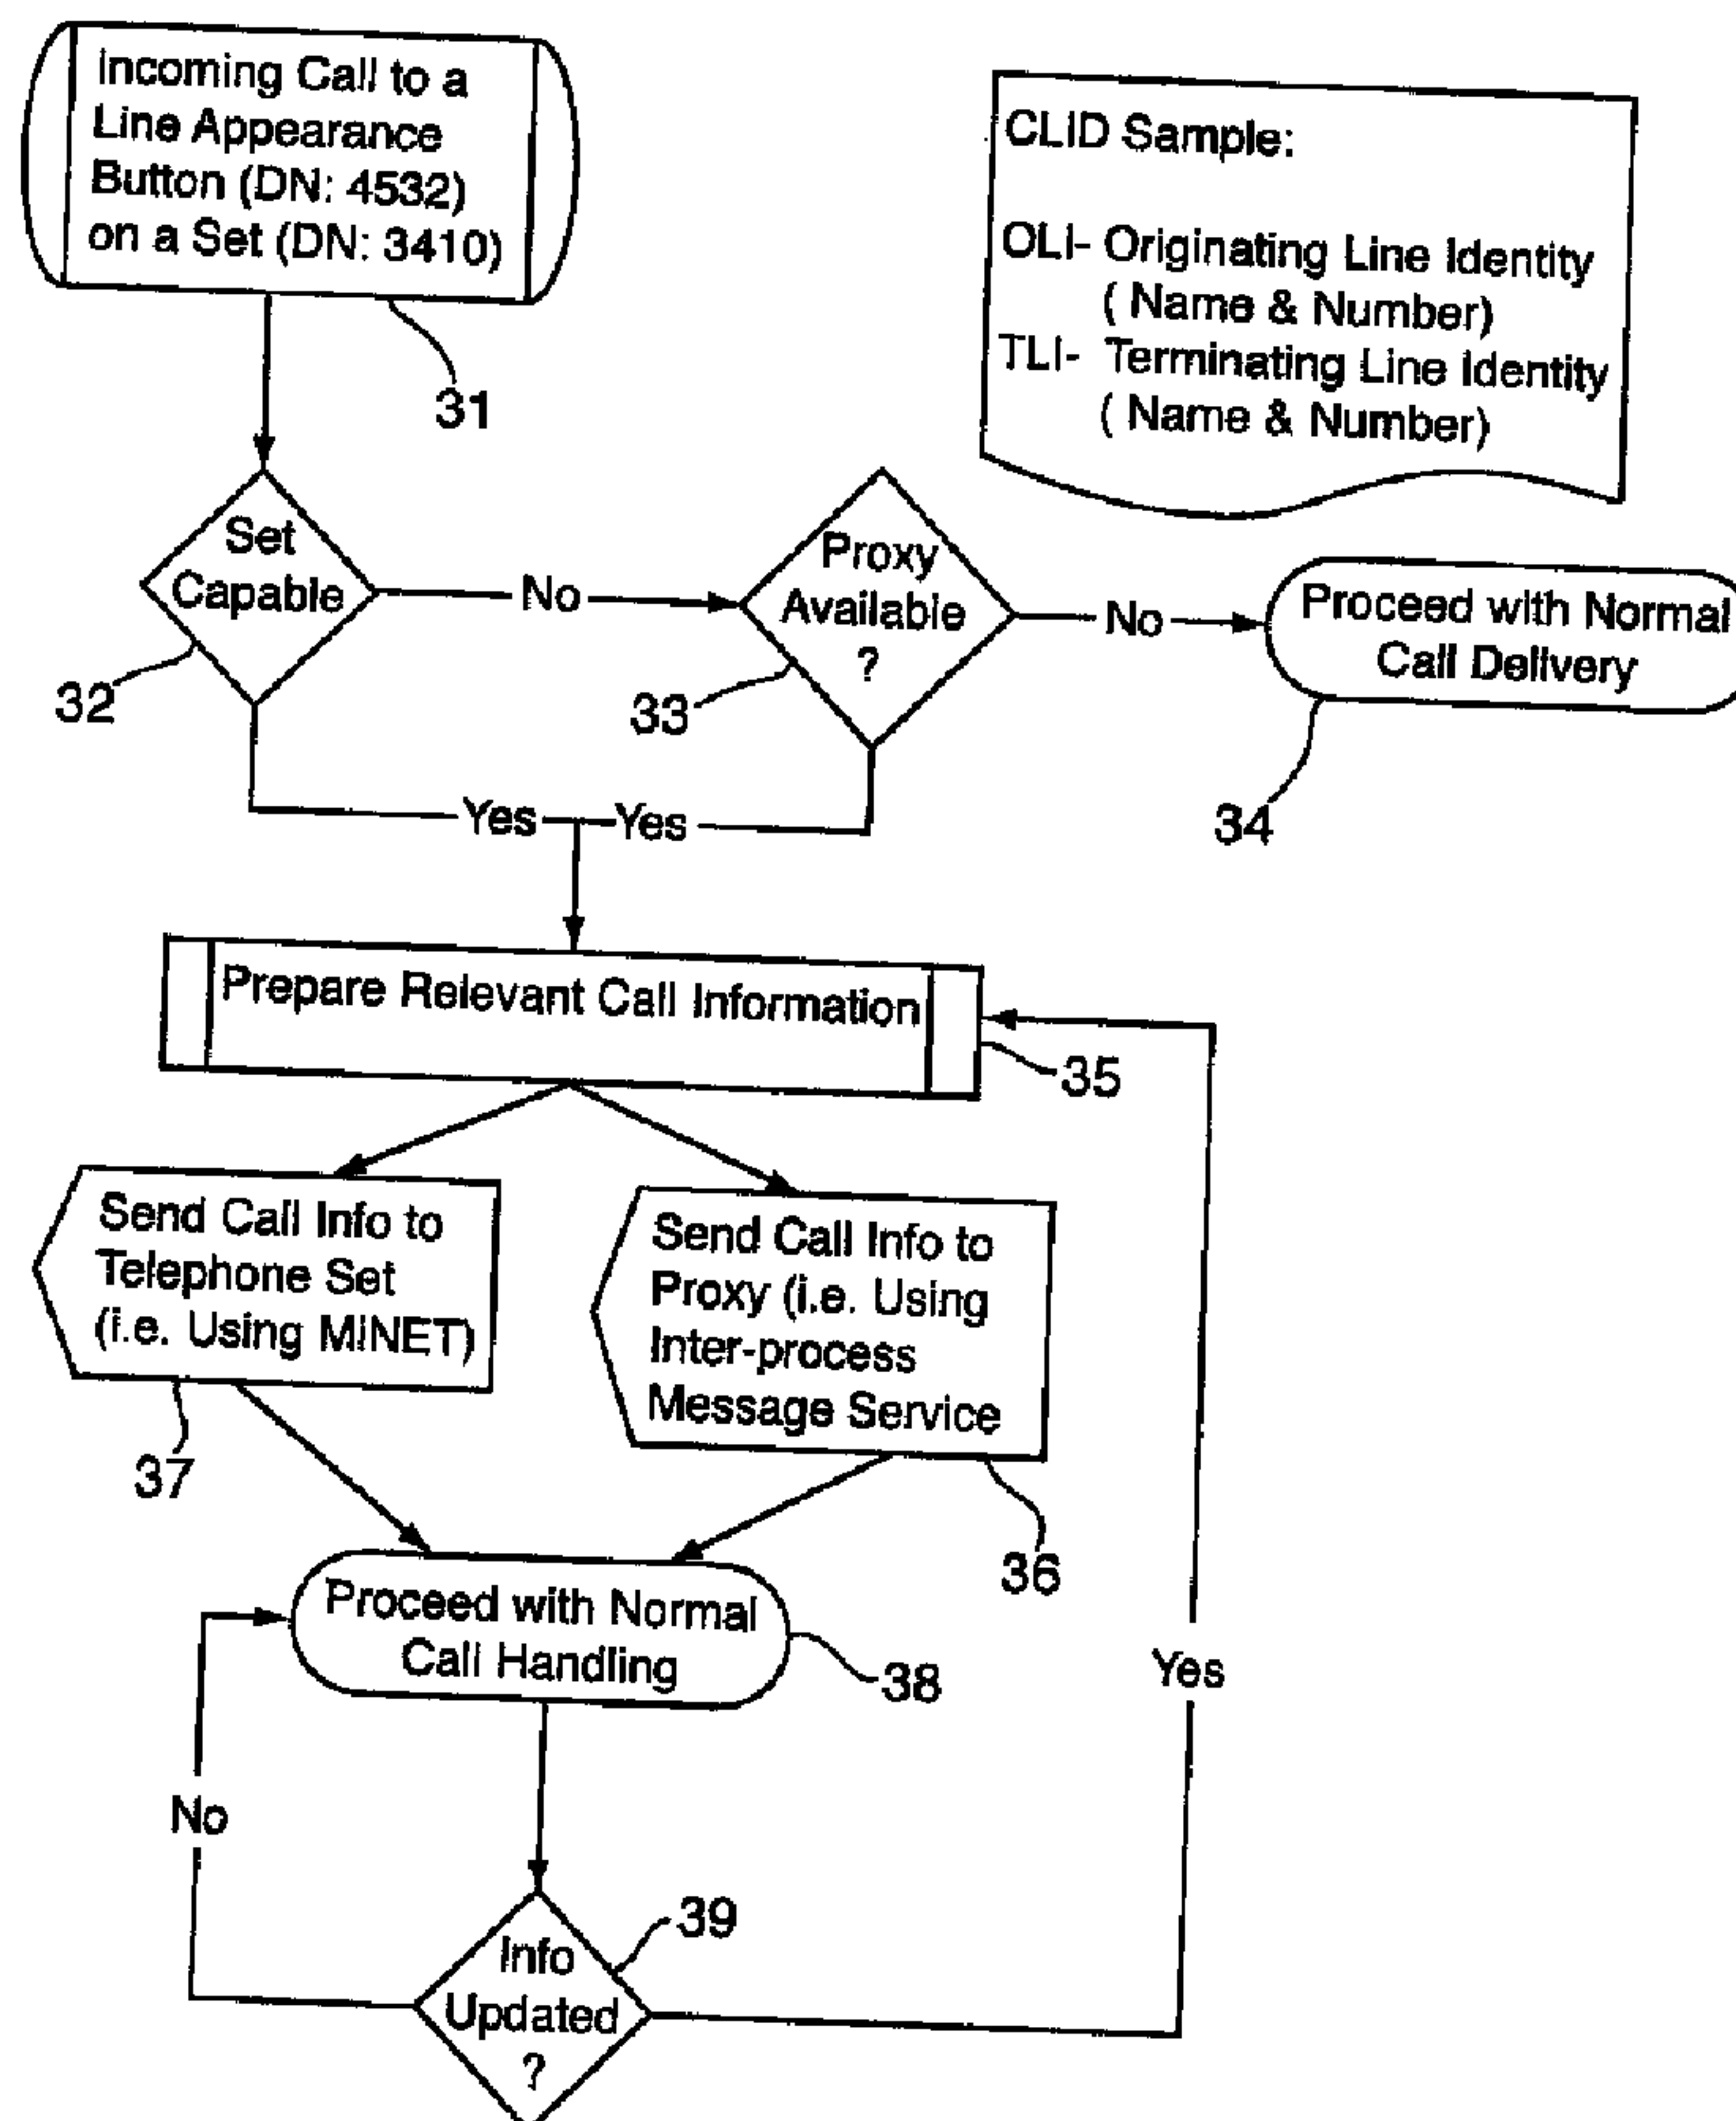 Incoming Call to a
Line Appearance
Button (DN: 4532)
on a Set (DN: 3410)
31
CLID Sample:
OLI- Originating Line Identity
( Name & Number)
TLI- Terminating Line Identity
( Name & Number)
Set
Capable
32
No
Proxy
Available
?
33
No
Proceed with Normal
Call Delivery
34
Yes
Yes
Prepare Relevant Call Information
35
Send Call Info to
Telephone Set
(i.e. Using MINET)
37
Send Call Info to
Proxy (i.e. Using
Inter-process
Message Service
36
Proceed with Normal
Call Handling
38
Yes
No
Info
Updated
?
39